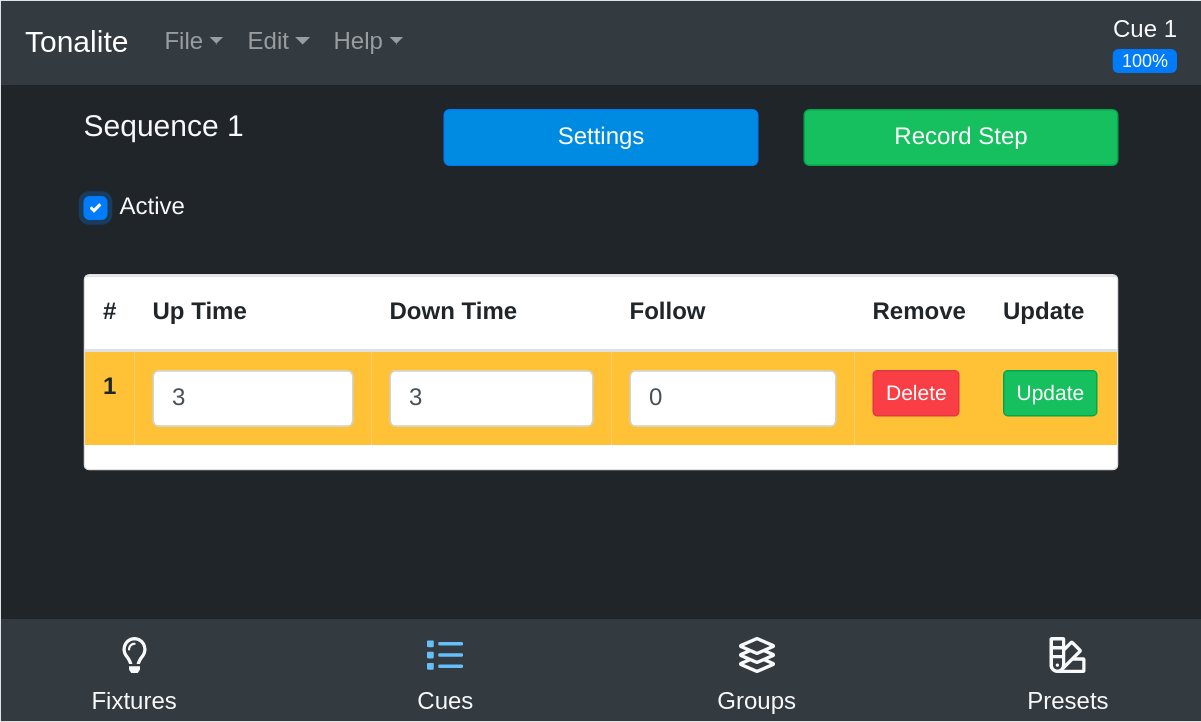 Tonalite File Edit Help Cue 1
100%
Sequence 1 Settings Record Step
Active
# Up Time Down Time Follow Remove Update
1 3 3 0 Delete Update
Fixtures Cues Groups Presets